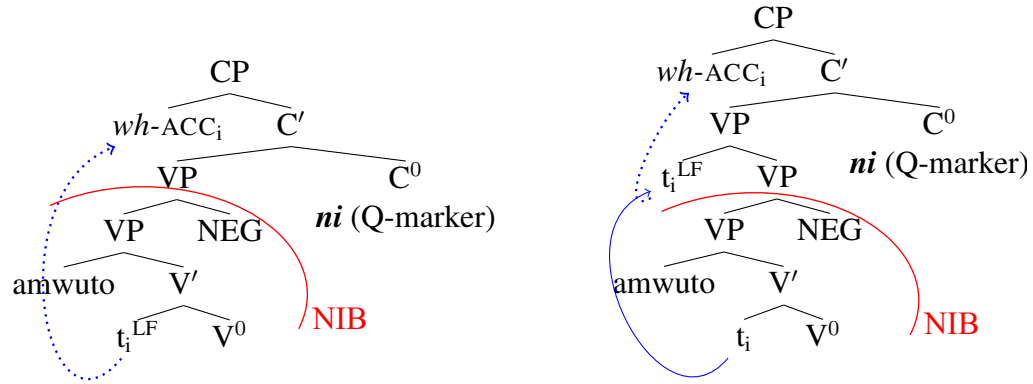 CP
wh-ACCi C′
VP C0
ni (Q-marker)
VP NEG
amwuto V′
NIB
tiLF V0
CP
wh-ACCi C′
VP C0
ni (Q-marker)
tiLF VP
VP NEG
amwuto V′
NIB
ti V0